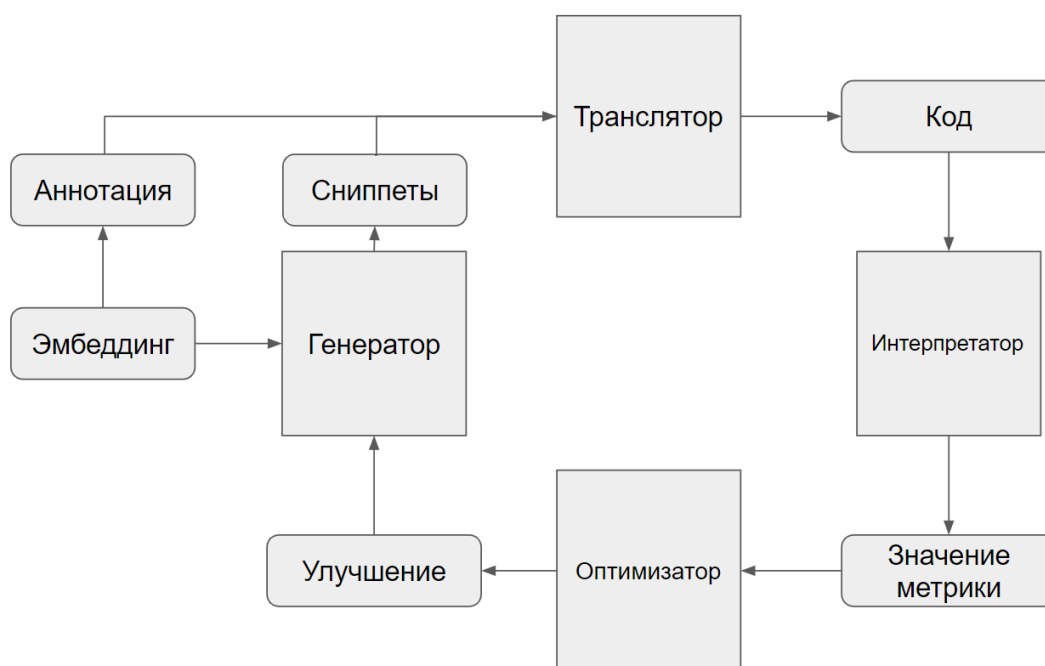 Транслятор
Код
Аннотация
Сниппеты
Эмбеддинг
Генератор
Интерпретатор
Улучшение
Оптимизатор
Значение
метрики